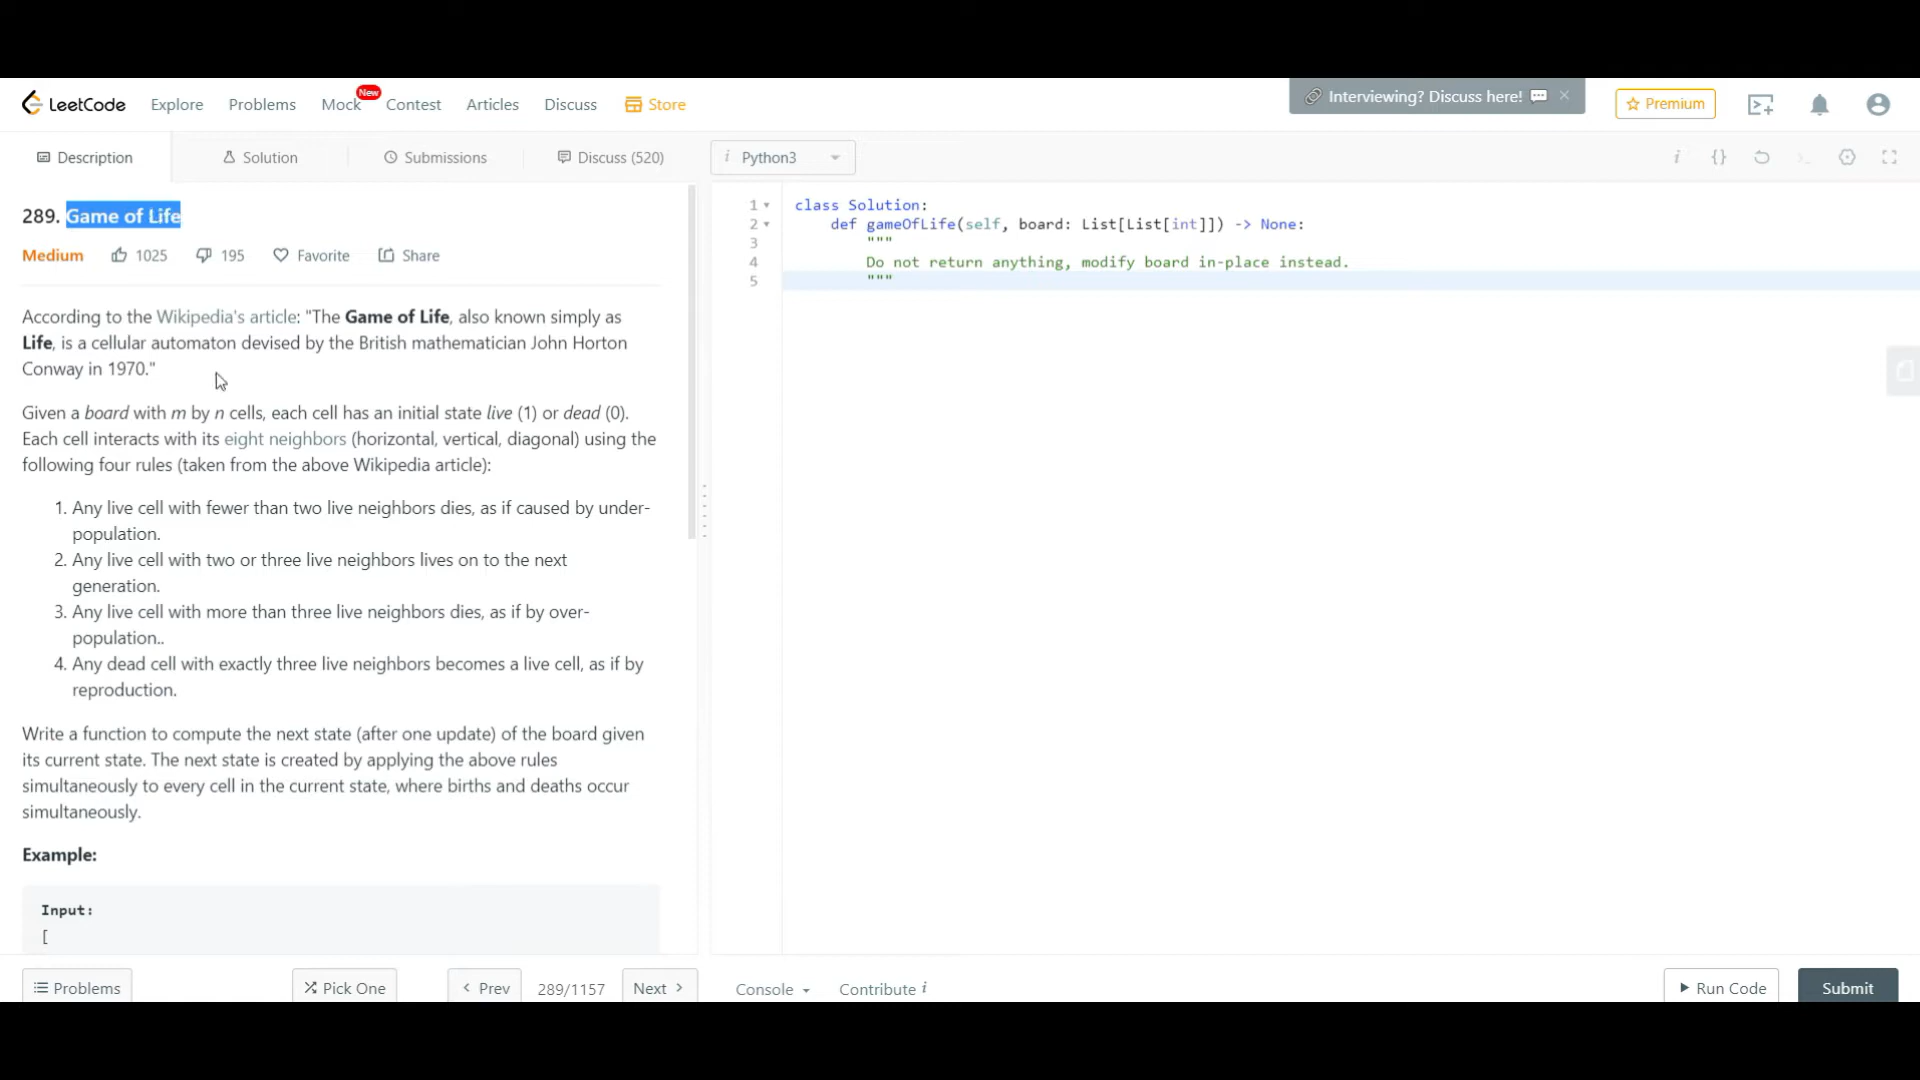 LeetCode Explore Problems Mock New Contest Articles Discuss Store Interviewing? Discuss here! Premium
Description Solution Submissions Discuss (520) i Python3
289. Game of Life
Medium 1025 195 Favorite Share
According to the Wikipedia's article: "The Game of Life, also known simply as
Life, is a cellular automaton devised by the British mathematician John Horton
Conway in 1970."
Given a board with m by n cells, each cell has an initial state live (1) or dead (0).
Each cell interacts with its eight neighbors (horizontal, vertical, diagonal) using the
following four rules (taken from the above Wikipedia article):
1. Any live cell with fewer than two live neighbors dies, as if caused by under-
population.
2. Any live cell with two or three live neighbors lives on to the next
generation.
3. Any live cell with more than three live neighbors dies, as if by over-
population..
4. Any dead cell with exactly three live neighbors becomes a live cell, as if by
reproduction.
Write a function to compute the next state (after one update) of the board given
its current state. The next state is created by applying the above rules
simultaneously to every cell in the current state, where births and deaths occur
simultaneously.
Example:
Input:
[
1 class Solution:
2 def gameOfLife(self, board: List[List[int]]) -> None:
3 """
4 Do not return anything, modify board in-place instead.
5 """
Problems Pick One < Prev 289/1157 Next > Console Contribute i Run Code Submit